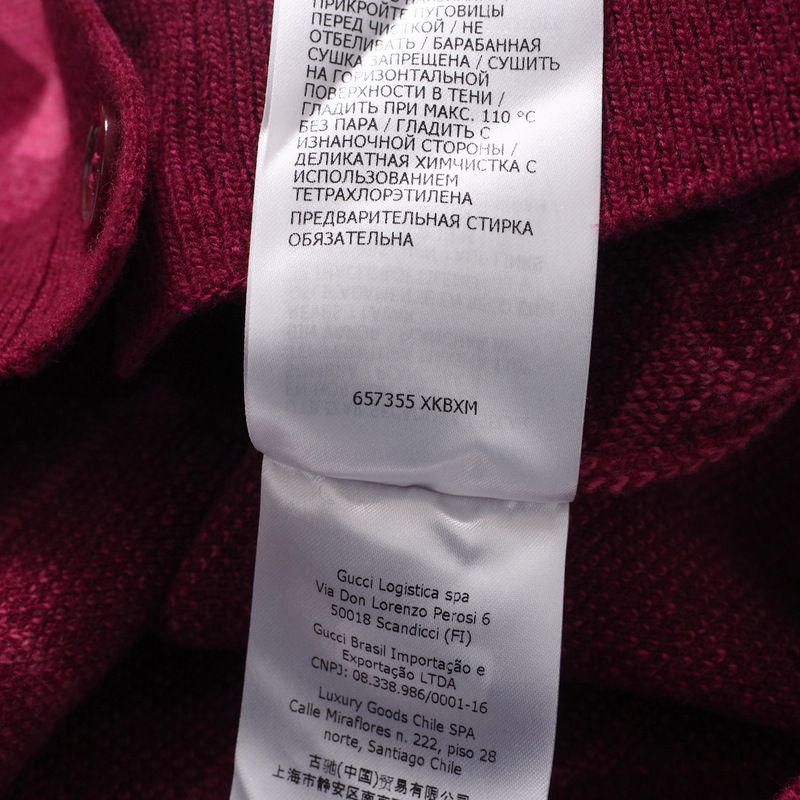 ПРИКРОЙТЕ ПУГОВИЦЫ
ПЕРЕД ЧИСТКОЙ / НЕ
ОТБЕЛИВАТЬ / БАРАБАННАЯ
СУШКА ЗАПРЕЩЕНА / СУШИТЬ
НА ГОРИЗОНТАЛЬНОЙ
ПОВЕРХНОСТИ В ТЕНИ /
ГЛАДИТЬ ПРИ МАКС. 110 °C
БЕЗ ПАРА / ГЛАДИТЬ С
ИЗНАНОЧНОЙ СТОРОНЫ /
ДЕЛИКАТНАЯ ХИМЧИСТКА С
ИСПОЛЬЗОВАНИЕМ
ТЕТРАХЛОРЭТИЛЕНА
ПРЕДВАРИТЕЛЬНАЯ СТИРКА
ОБЯЗАТЕЛЬНА
657355 XKBXM
Gucci Logistica spa
Via Don Lorenzo Perosi 6
50018 Scandicci (FI)
Gucci Brasil Importação e
Exportação LTDA
CNPJ: 08.338.986/0001-16
Luxury Goods Chile SPA
Calle Miraflores n. 222, piso 28
norte, Santiago Chile
古驰(中国)贸易有限公司
上海市静安区南京